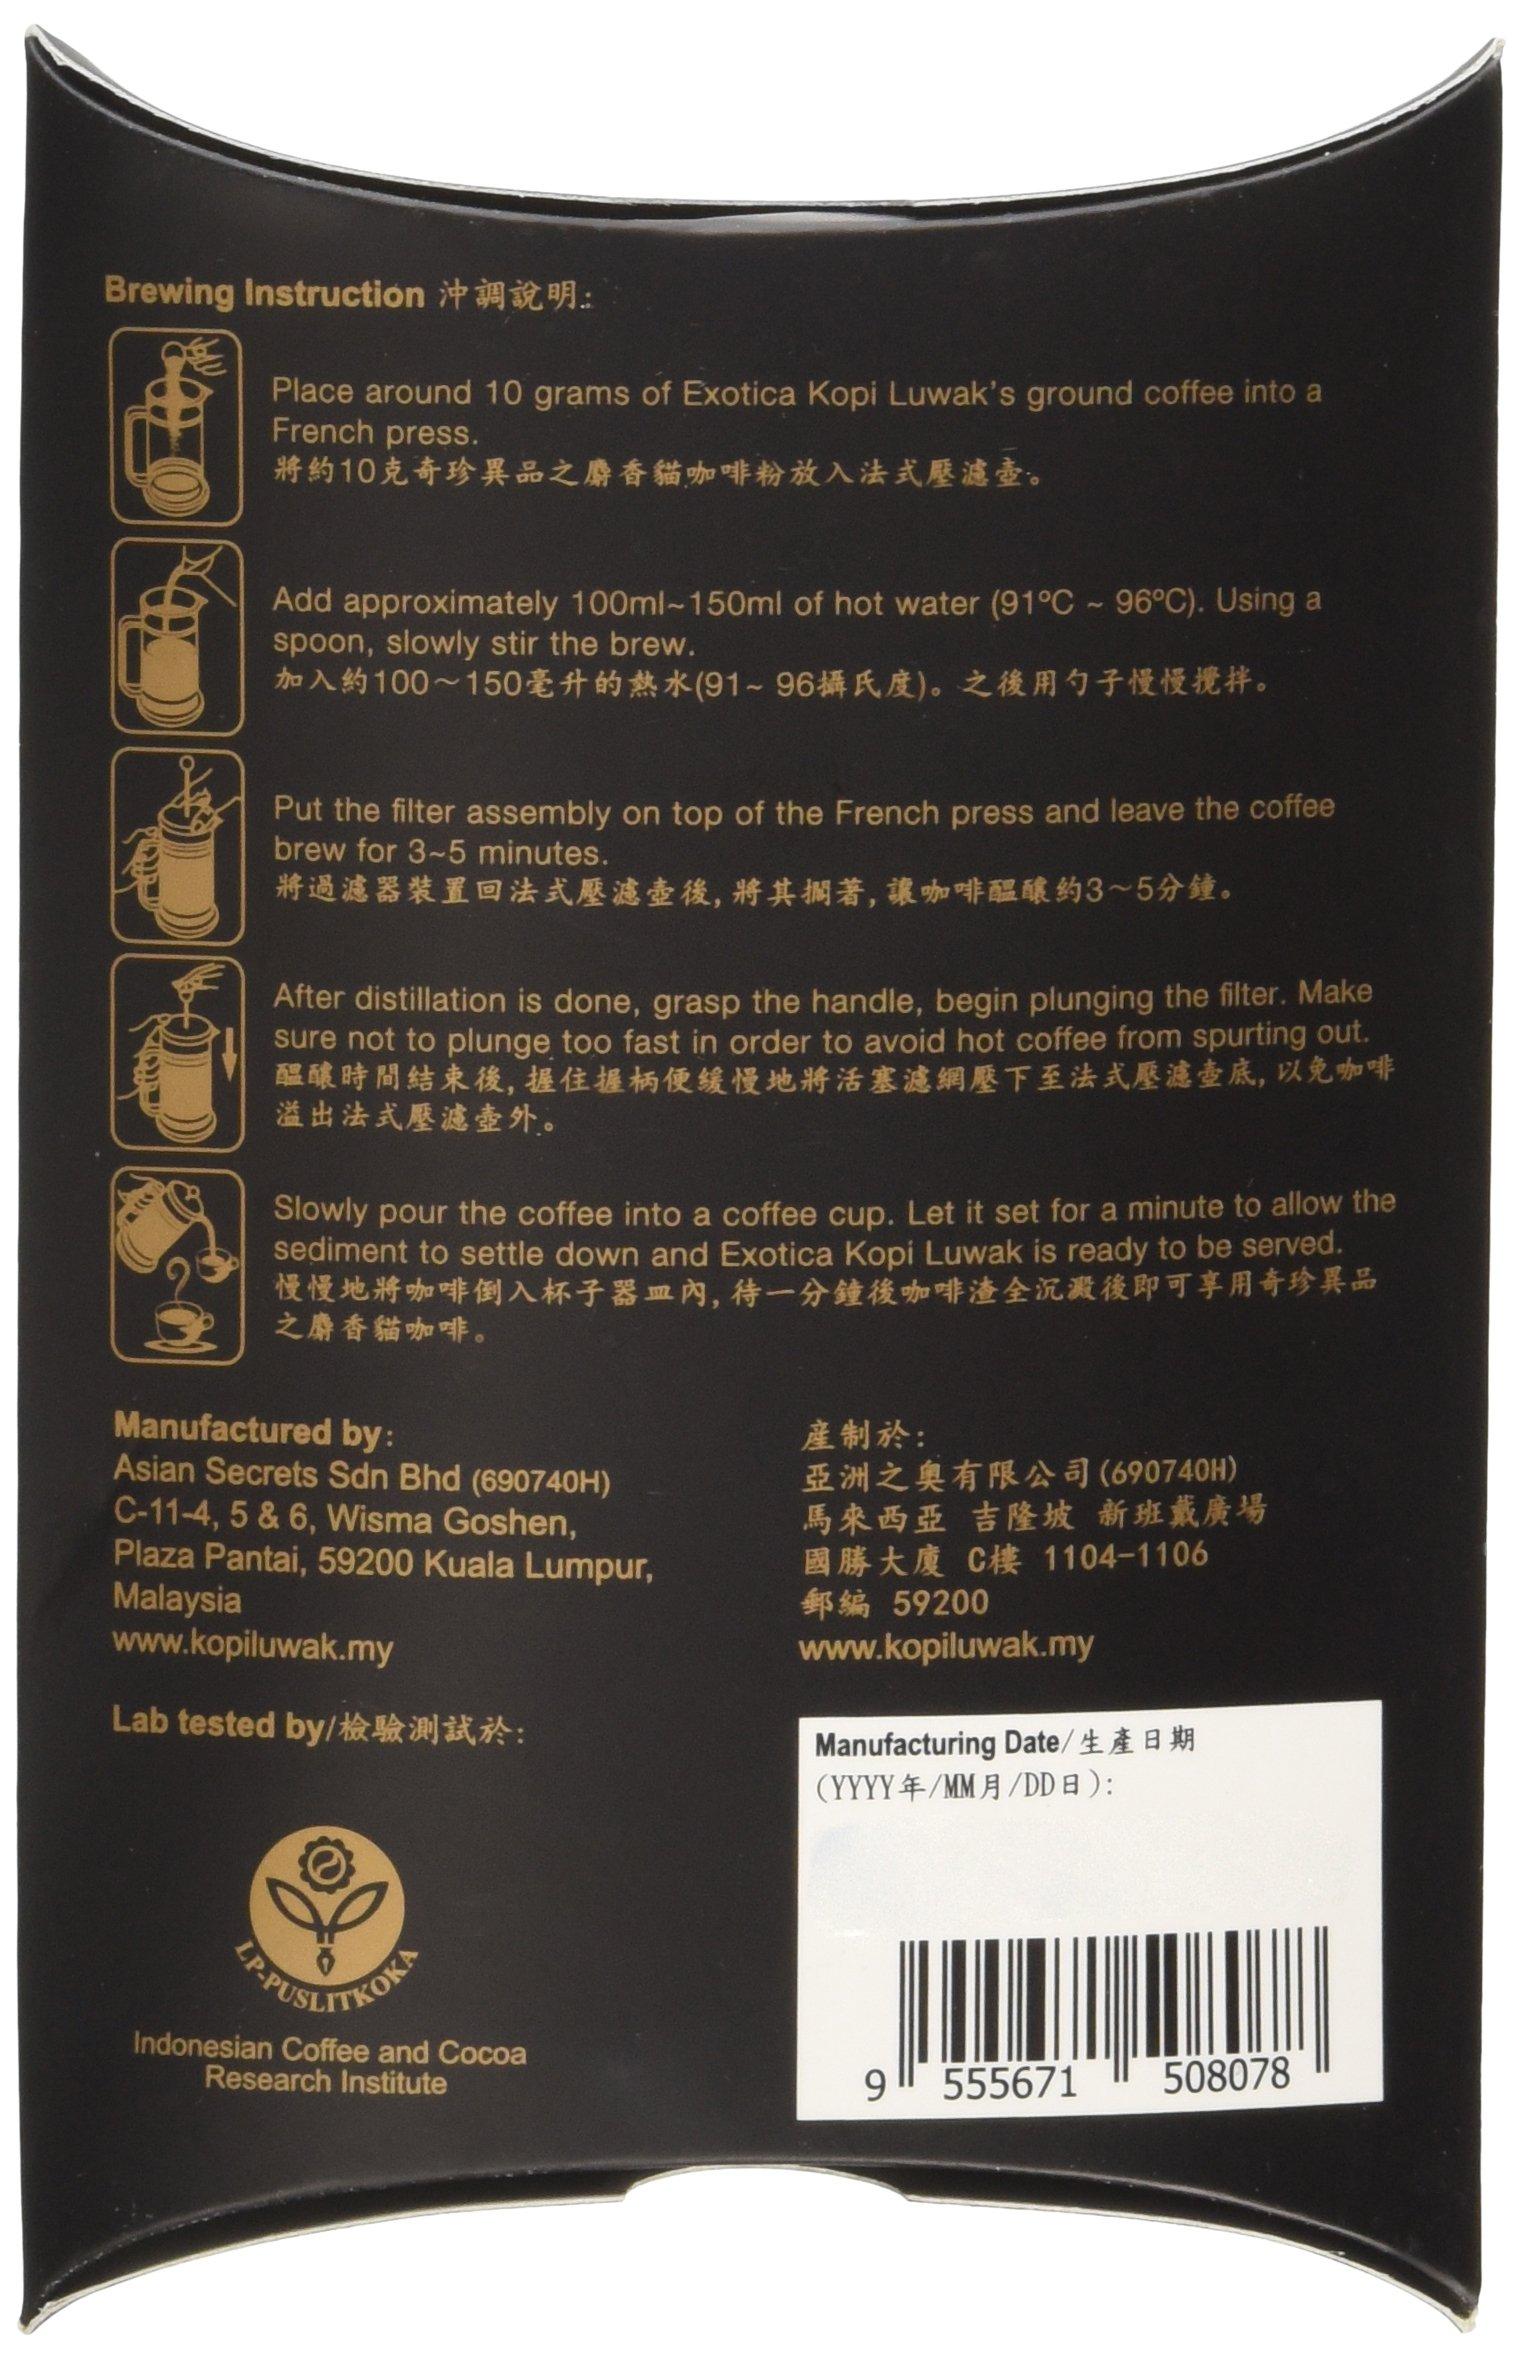 Brewing Instruction 沖調說明:
Place around 10 grams of Exotica Kopi Luwak's ground coffee into a
French press.
將約10克奇珍異品之麝香貓咖啡粉放入法式壓濾壺。
Add approximately 100ml~150ml of hot water (91ºC ~ 96ºC). Using a
spoon, slowly stir the brew.
加入約100～150毫升的熱水(91~ 96攝氏度)。之後用勺子慢慢攪拌。
Put the filter assembly on top of the French press and leave the coffee
brew for 3~5 minutes.
將過濾器裝置回法式壓濾壺後, 將其擱著, 讓咖啡醞釀約3～5分鐘。
After distillation is done, grasp the handle, begin plunging the filter. Make
sure not to plunge too fast in order to avoid hot coffee from spurting out.
醞釀時間結束後, 握住握柄便緩慢地將活塞濾網壓下至法式壓濾壺底, 以免咖啡
溢出法式壓濾壺外。
Slowly pour the coffee into a coffee cup. Let it set for a minute to allow the
sediment to settle down and Exotica Kopi Luwak is ready to be served.
慢慢地將咖啡倒入杯子器皿內, 待一分鐘後咖啡渣全沉澱後即可享用奇珍異品
之麝香貓咖啡。
Manufactured by:
Asian Secrets Sdn Bhd (690740H)
C-11-4, 5 & 6, Wisma Goshen,
Plaza Pantai, 59200 Kuala Lumpur,
Malaysia
www.kopiluwak.my
產制於:
亞洲之奧有限公司(690740H)
馬來西亞 吉隆坡 新班戴廣場
國勝大廈 C樓 1104-1106
郵編 59200
www.kopiluwak.my
Lab tested by/檢驗測試於:
LP-PUSLITKOKA
Indonesian Coffee and Cocoa
Research Institute
Manufacturing Date/生產日期
(YYYY年/MM月/DD日):
9 555671 508078